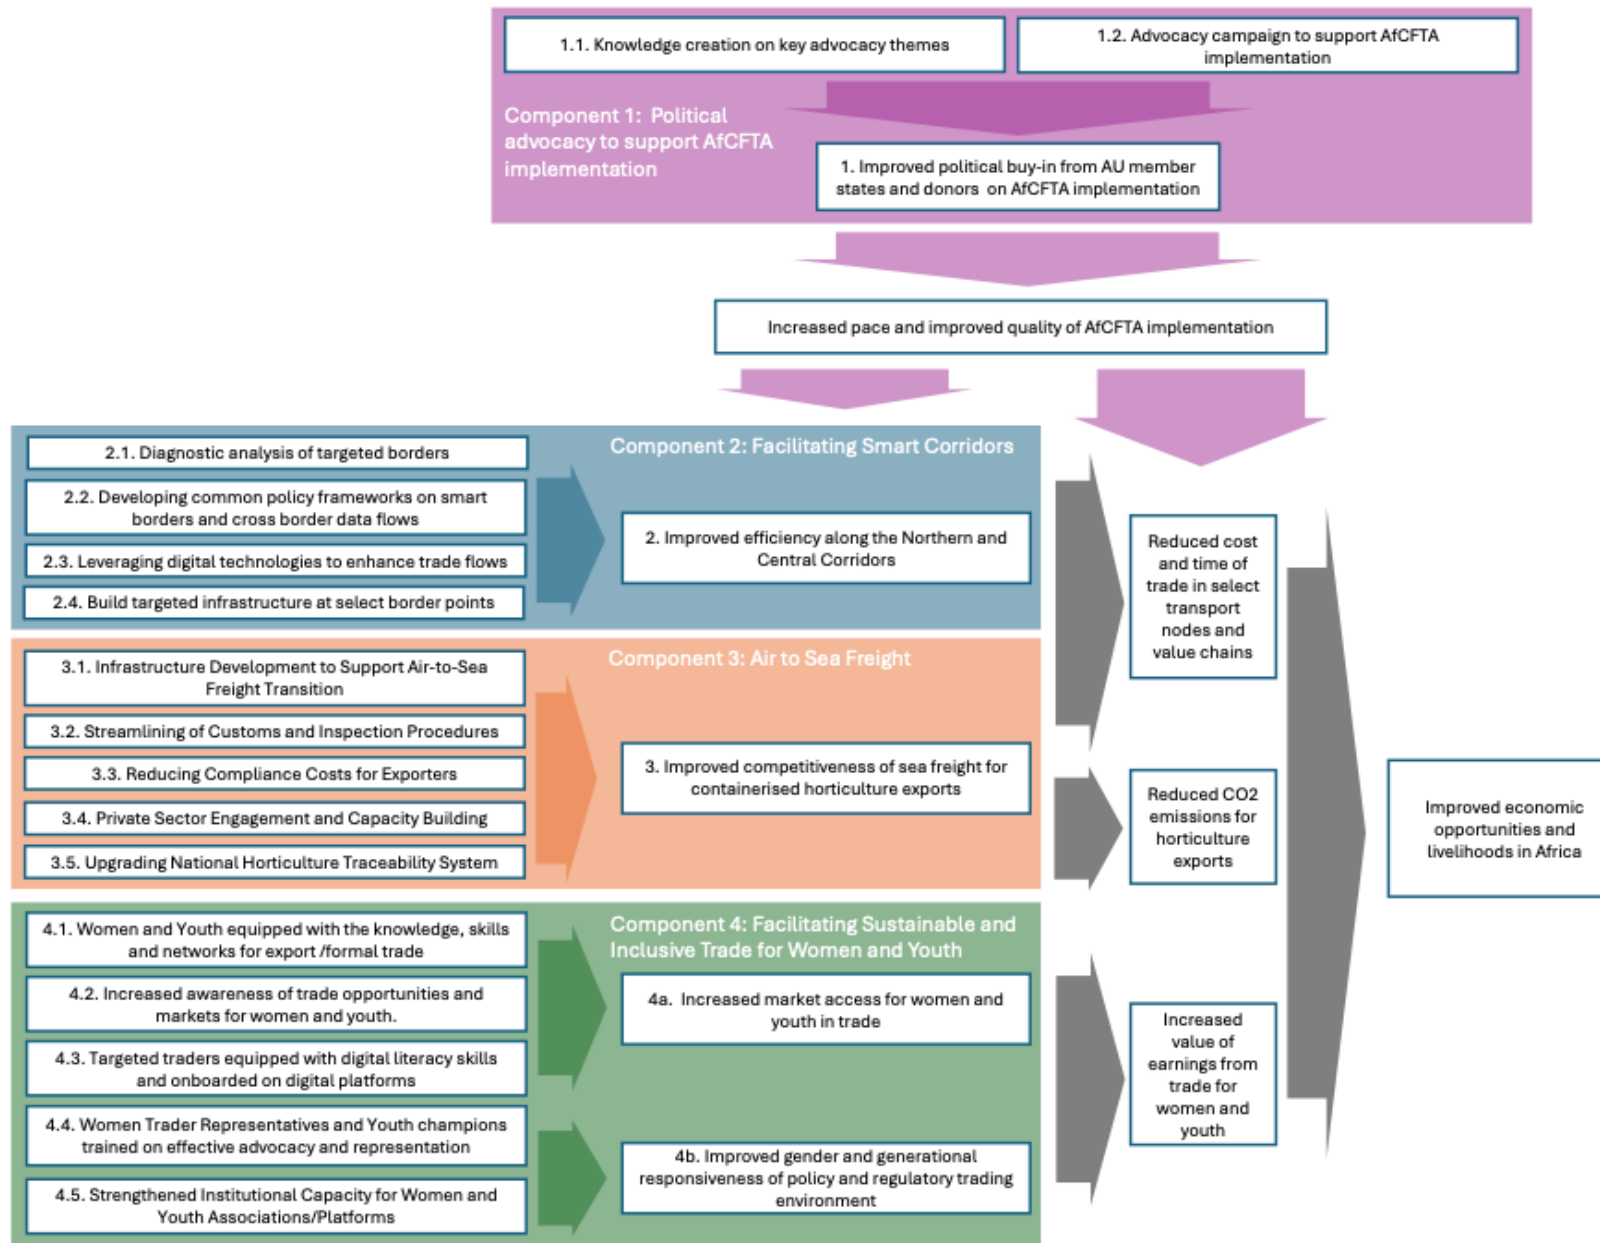 1.1. Knowledge creation on key advocacy themes
1.2. Advocacy campaign to support AfCFTA
implementation
Component 1: Political
advocacy to support AfCFTA
implementation
1. Improved political buy-in from AU member
states and donors on AfCFTA implementation
Increased pace and improved quality of AfCFTA implementation
Component 2: Facilitating Smart Corridors
2.1. Diagnostic analysis of targeted borders
2.2. Developing common policy frameworks on smart
borders and cross border data flows
2.3. Leveraging digital technologies to enhance trade flows
2.4. Build targeted infrastructure at select border points
2. Improved efficiency along the Northern and
Central Corridors
Component 3: Air to Sea Freight
3.1. Infrastructure Development to Support Air-to-Sea
Freight Transition
3.2. Streamlining of Customs and Inspection Procedures
3.3. Reducing Compliance Costs for Exporters
3.4. Private Sector Engagement and Capacity Building
3.5. Upgrading National Horticulture Traceability System
3. Improved competitiveness of sea freight for
containerised horticulture exports
Component 4: Facilitating Sustainable and
Inclusive Trade for Women and Youth
4.1. Women and Youth equipped with the knowledge, skills
and networks for export /formal trade
4.2. Increased awareness of trade opportunities and
markets for women and youth.
4.3. Targeted traders equipped with digital literacy skills
and onboarded on digital platforms
4.4. Women Trader Representatives and Youth champions
trained on effective advocacy and representation
4.5. Strengthened Institutional Capacity for Women and
Youth Associations/Platforms
4a. Increased market access for women and
youth in trade
4b. Improved gender and generational
responsiveness of policy and regulatory trading
environment
Reduced cost
and time of
trade in select
transport
nodes and
value chains
Reduced CO2
emissions for
horticulture
exports
Increased
value of
earnings from
trade for
women and
youth
Improved economic
opportunities and
livelihoods in Africa